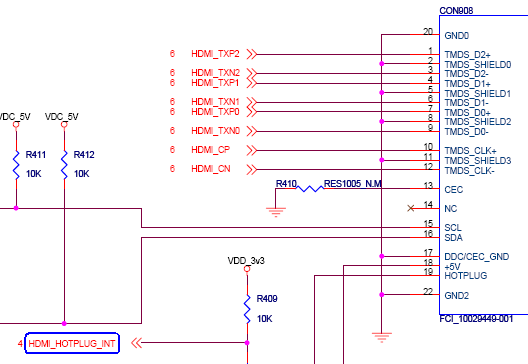 CON908
20 GND0
6 HDMI_TXP2 1 TMDS_D2+
2 TMDS_SHIELD0
6 HDMI_TXN2 3 TMDS_D2-
6 HDMI_TXP1 4 TMDS_D1+
5 TMDS_SHIELD1
6 HDMI_TXN1 6 TMDS_D1-
6 HDMI_TXP0 7 TMDS_D0+
8 TMDS_SHIELD2
6 HDMI_TXN0 9 TMDS_D0-
VDC_5V VDC_5V
R411 R412
10K 10K
6 HDMI_CP 10 TMDS_CLK+
11 TMDS_SHIELD3
6 HDMI_CN 12 TMDS_CLK-
R410 RES1005_N.M 13 CEC
14 NC
15 SCL
16 SDA
17 DDC/CEC_GND
VDD_3v3 18 +5V
19 HOTPLUG
R409 22 GND2
10K FCI_10029449-001
4 HDMI_HOTPLUG_INT